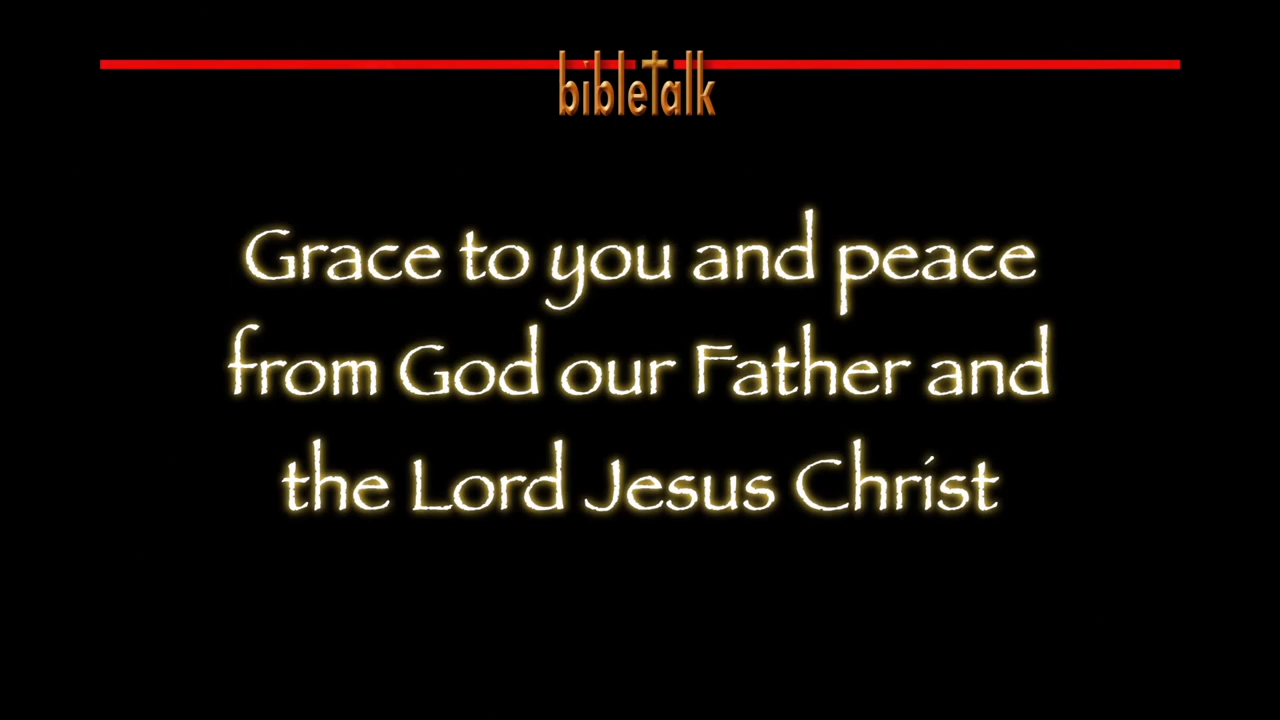 bibleTalk
Grace to you and peace
from God our Father and
the Lord Jesus Christ